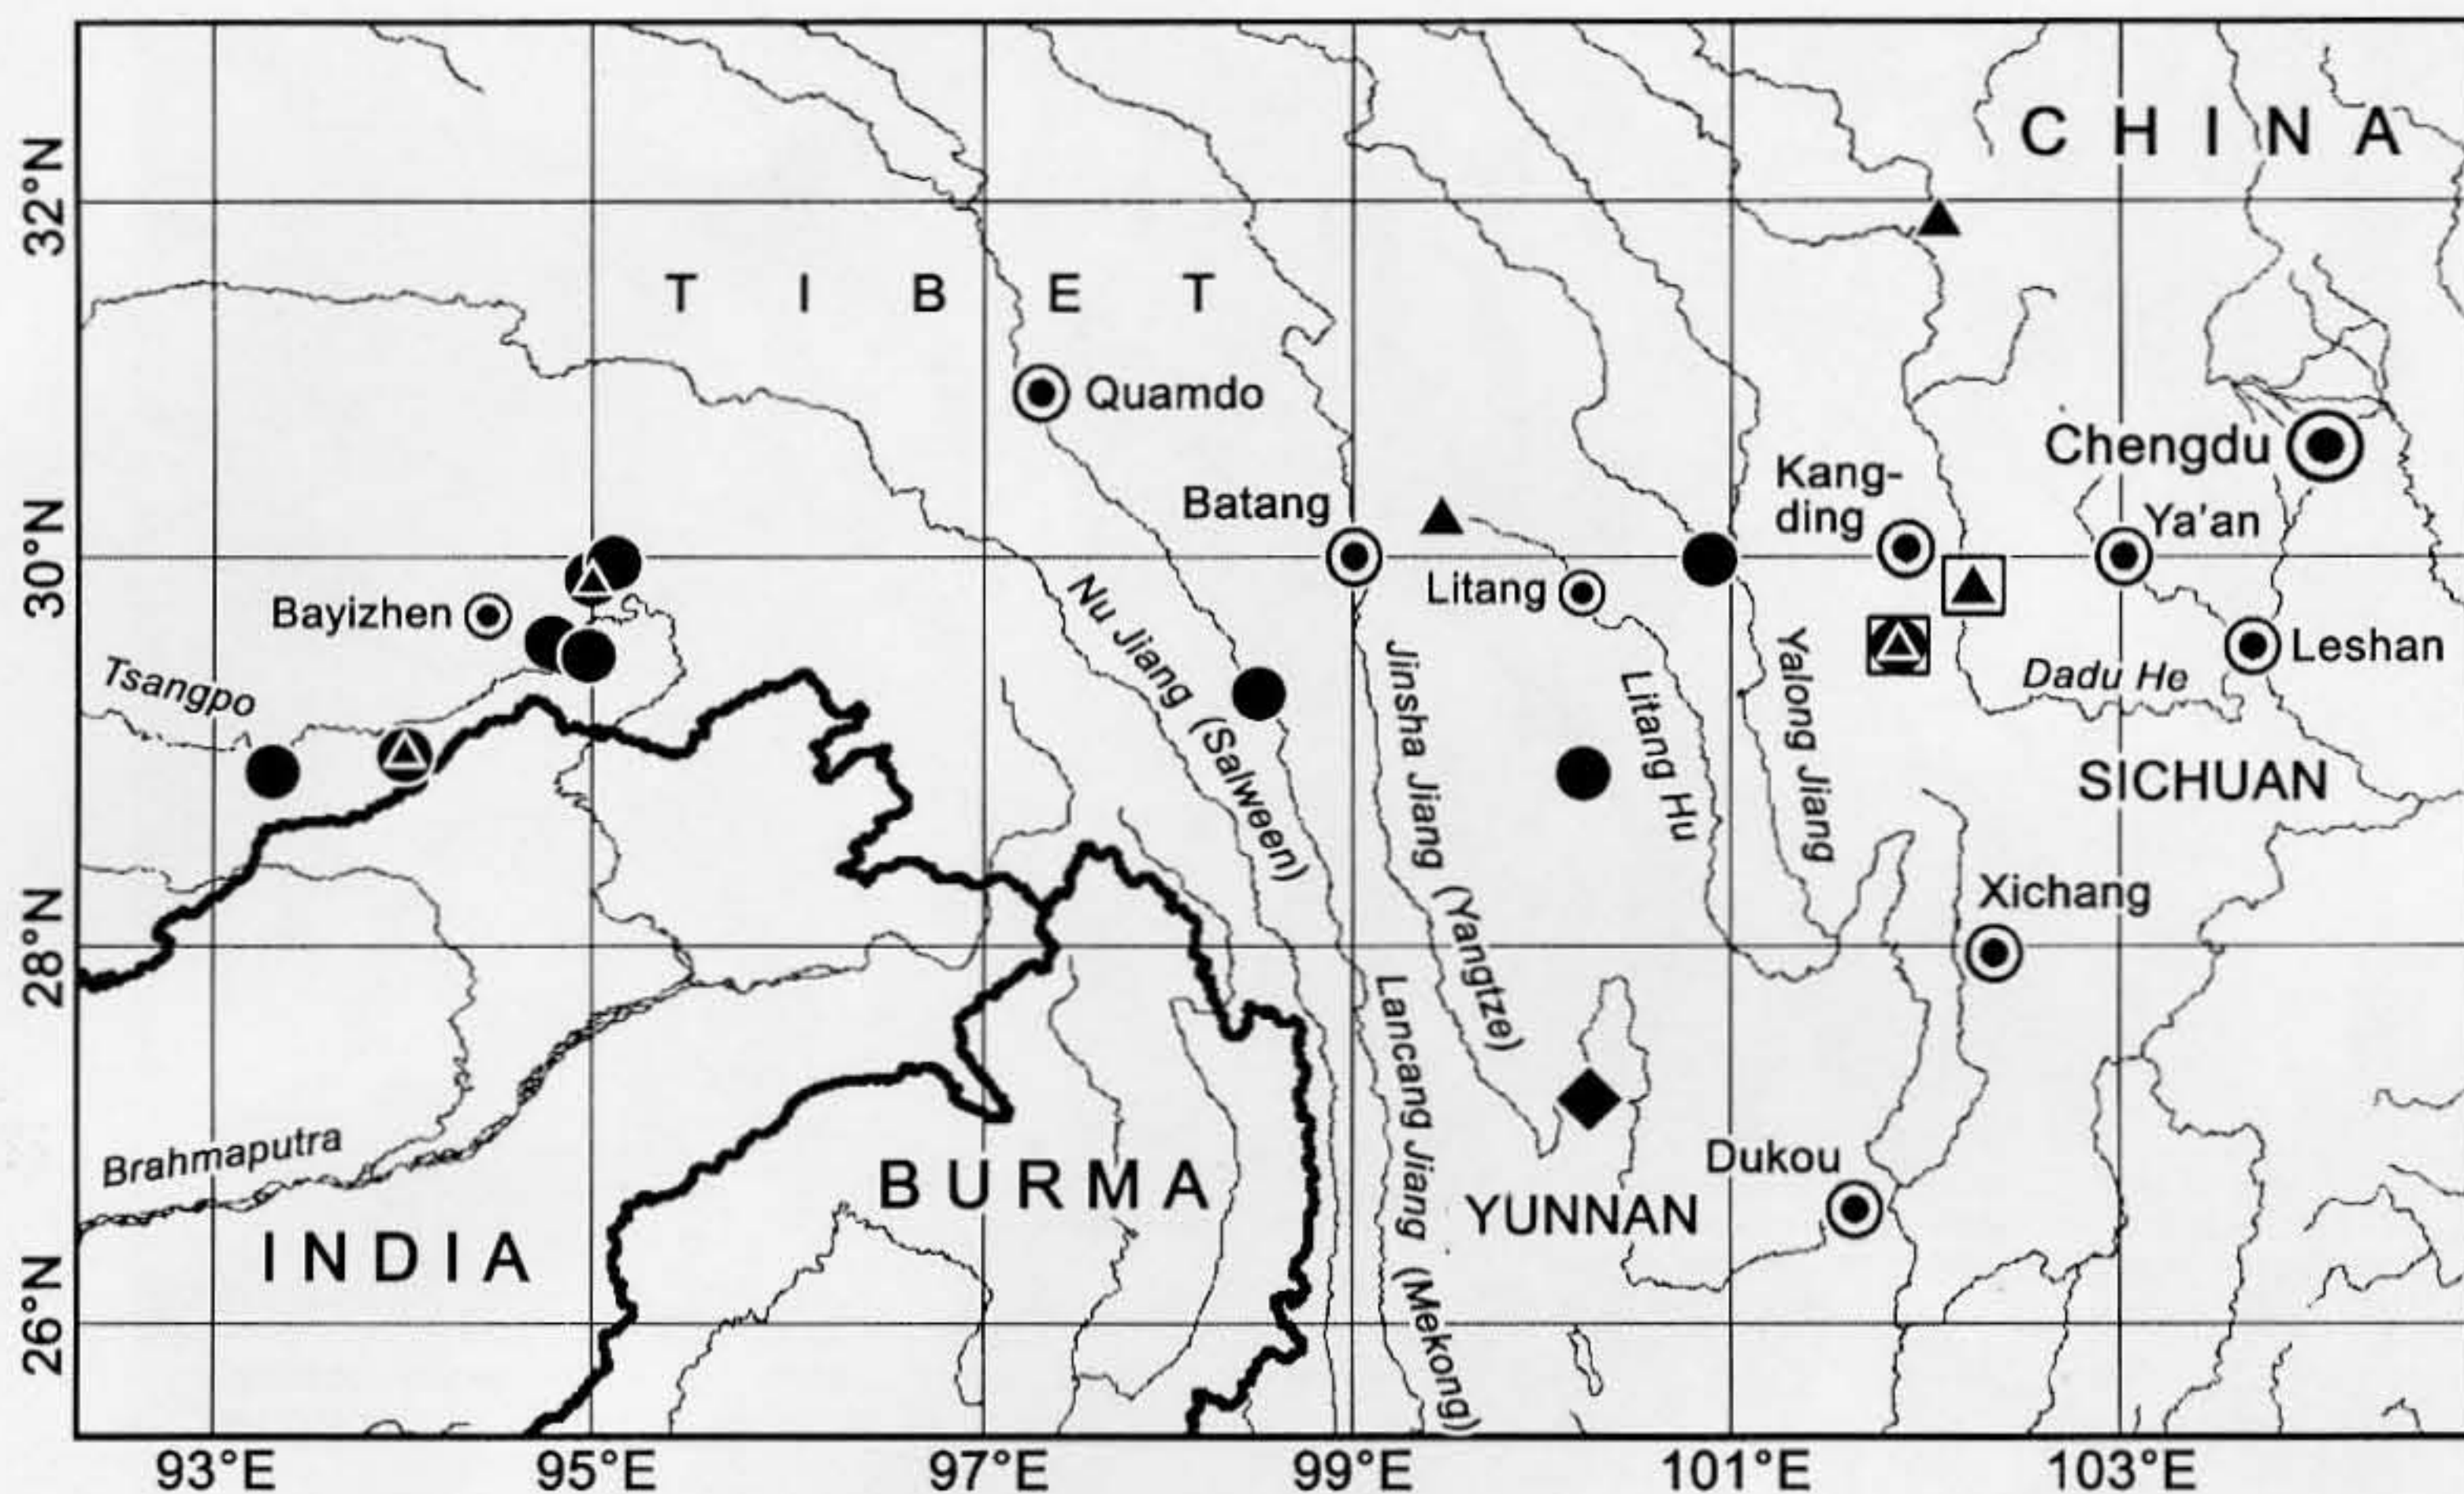 CHINA
32°N
TIBET
Quamdo
Chengdu
Kang-
ding
Batang
Ya'an
30°N
Litang
Bayizhen
Leshan
Tsangpo
Nu Jiang (Salween)
Jinsha Jiang (Yangtze)
Litang Hu
Yalong Jiang
Dadu He
SICHUAN
Xichang
28°N
Lancang Jiang (Mekong)
Brahmaputra
BURMA
Dukou
YUNNAN
INDIA
26°N
93°E 95°E 97°E 99°E 101°E 103°E